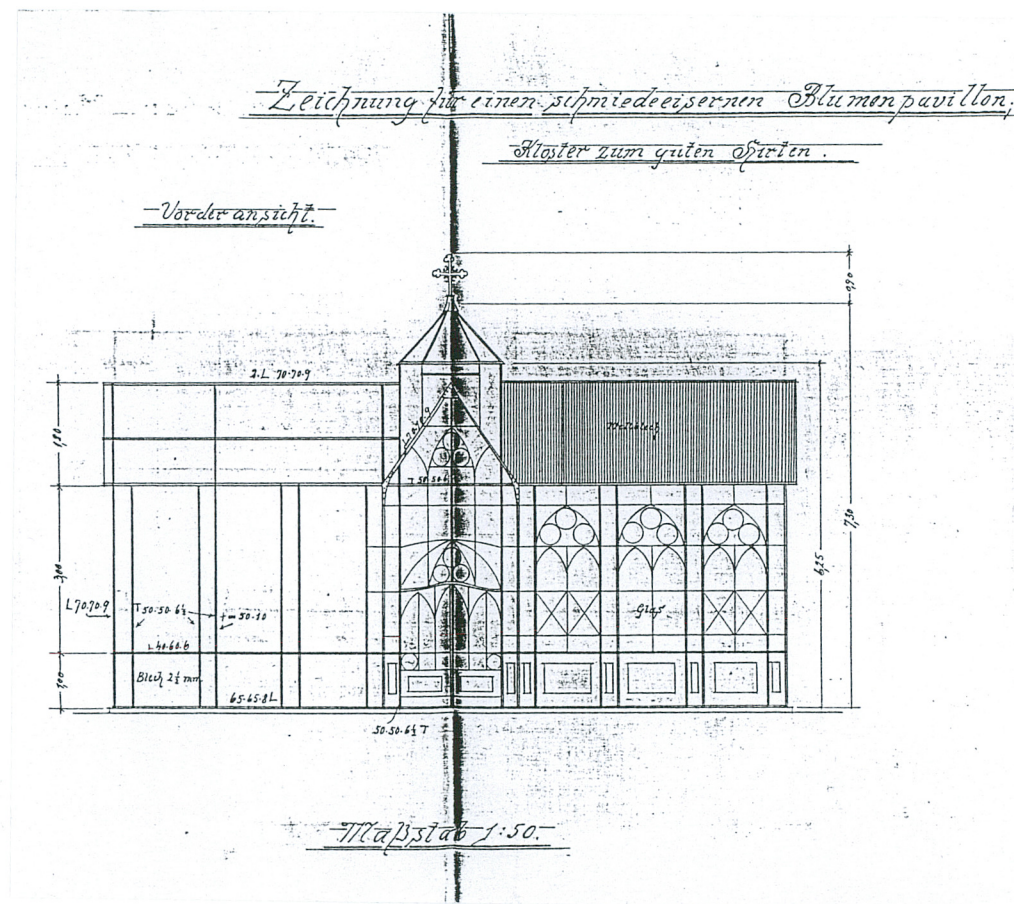 Zeichnung für einen schmiedeeisernen Blumenpavillon.
Kloster zum guten Hirten.
Vorderansicht.
0,90
2.L 70.70.9
1,80
Wellblech
T 50.50.6
7,30
6,25
3,00
L 70.70.9
T 50.50.6½
50.10
Glas
L 40.60.6
1,00
Blech 2½ mm
65.65.8 L
50.50.6½ T
Maßstab 1:50.